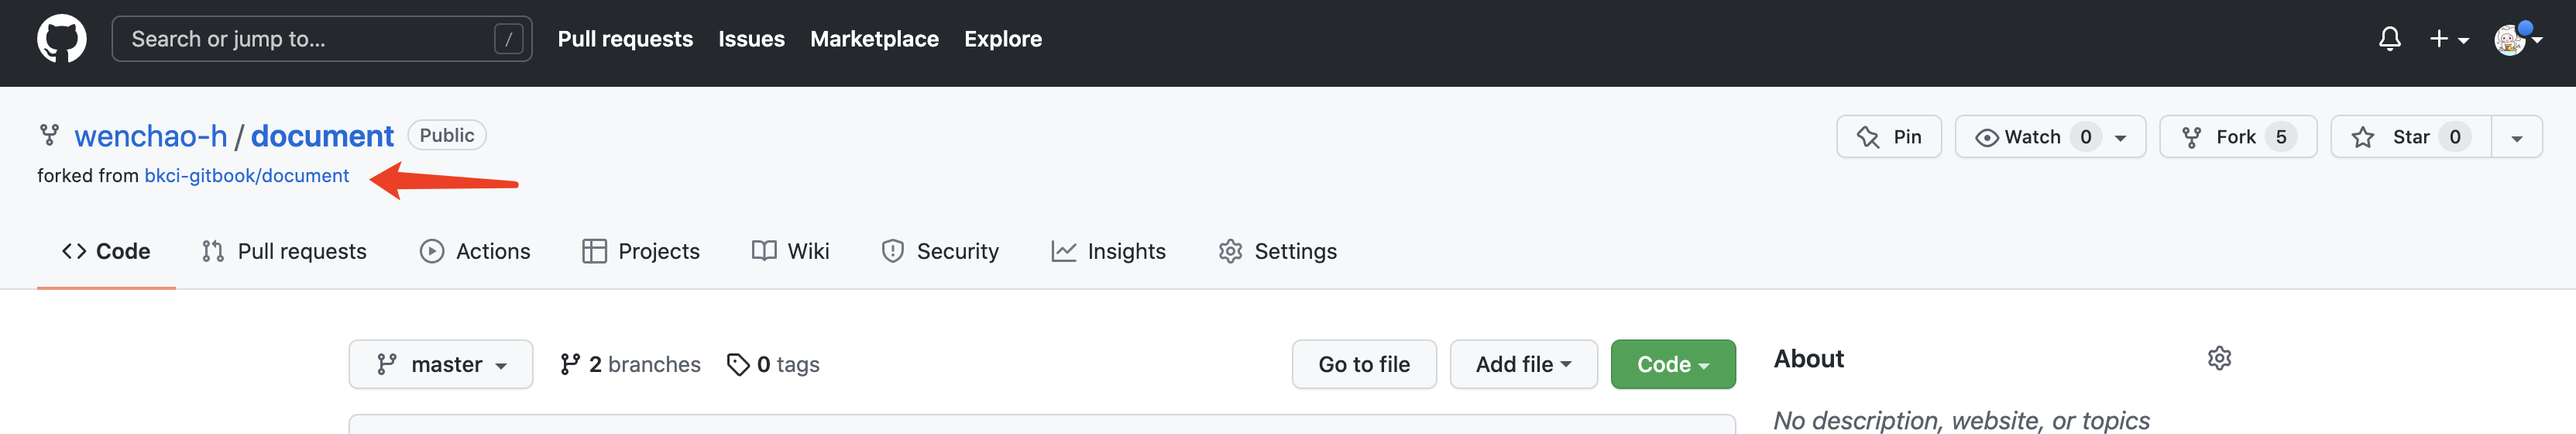 Search or jump to... / Pull requests Issues Marketplace Explore
wenchao-h / document Public Pin Watch 0 Fork 5 Star 0
forked from bkci-gitbook/document
Code Pull requests Actions Projects Wiki Security Insights Settings
master 2 branches 0 tags Go to file Add file Code About
No description, website, or topics